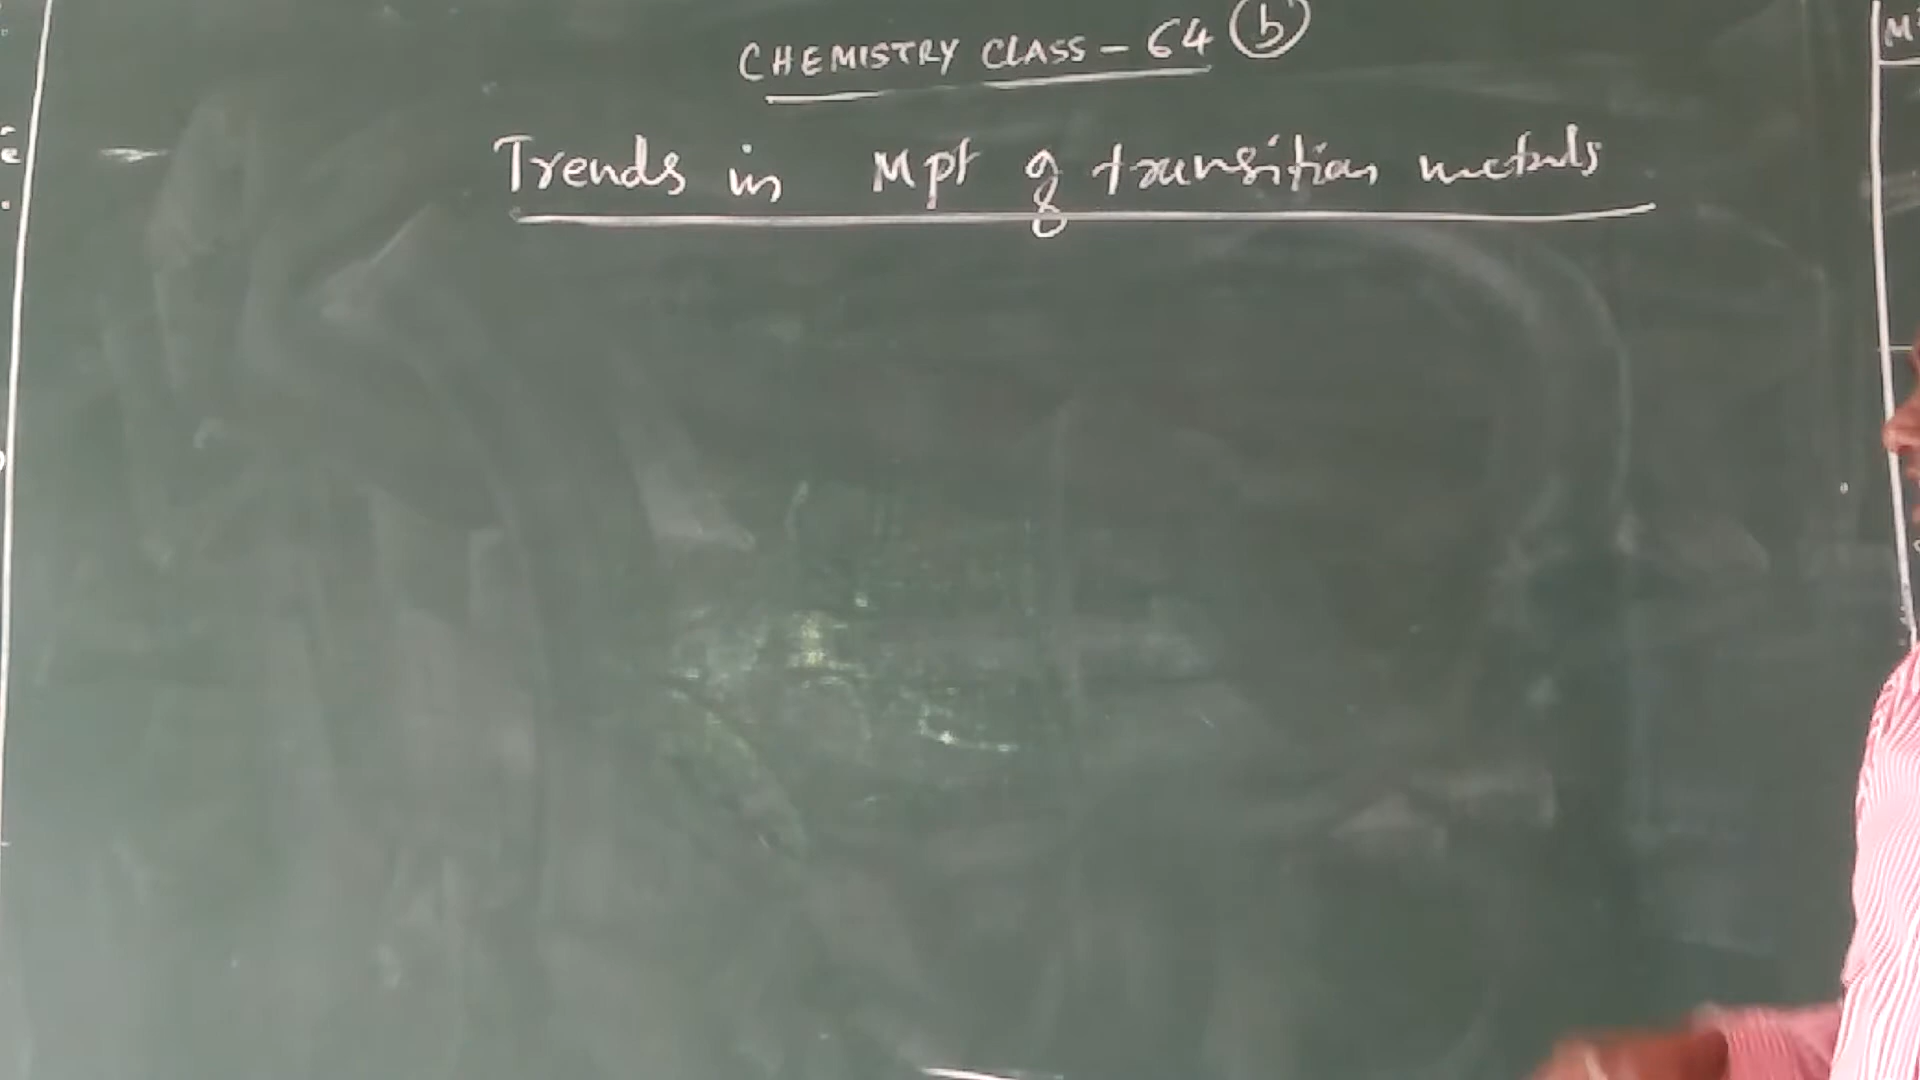 CHEMISTRY CLASS - 64 b
Trends in Mpt of transition metals